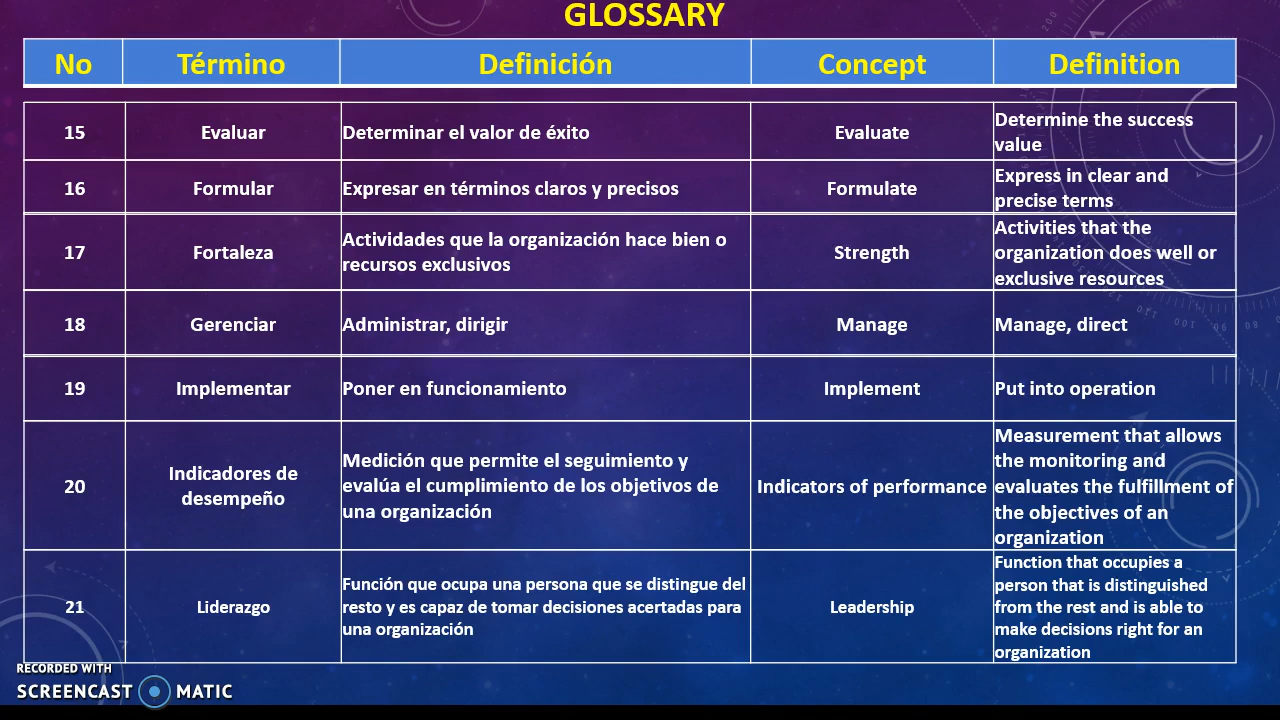 GLOSSARY
No Término Definición Concept Definition
15 Evaluar Determinar el valor de éxito Evaluate Determine the success
value
16 Formular Expresar en términos claros y precisos Formulate Express in clear and
precise terms
17 Fortaleza Actividades que la organización hace bien o
recursos exclusivos Strength Activities that the
organization does well or
exclusive resources
18 Gerenciar Administrar, dirigir Manage Manage, direct
19 Implementar Poner en funcionamiento Implement Put into operation
20 Indicadores de
desempeño Medición que permite el seguimiento y
evalúa el cumplimiento de los objetivos de
una organización Indicators of performance Measurement that allows
the monitoring and
evaluates the fulfillment of
the objectives of an
organization
21 Liderazgo Función que ocupa una persona que se distingue del
resto y es capaz de tomar decisiones acertadas para
una organización Leadership Function that occupies a
person that is distinguished
from the rest and is able to
make decisions right for an
organization
RECORDED WITH
SCREENCAST MATIC